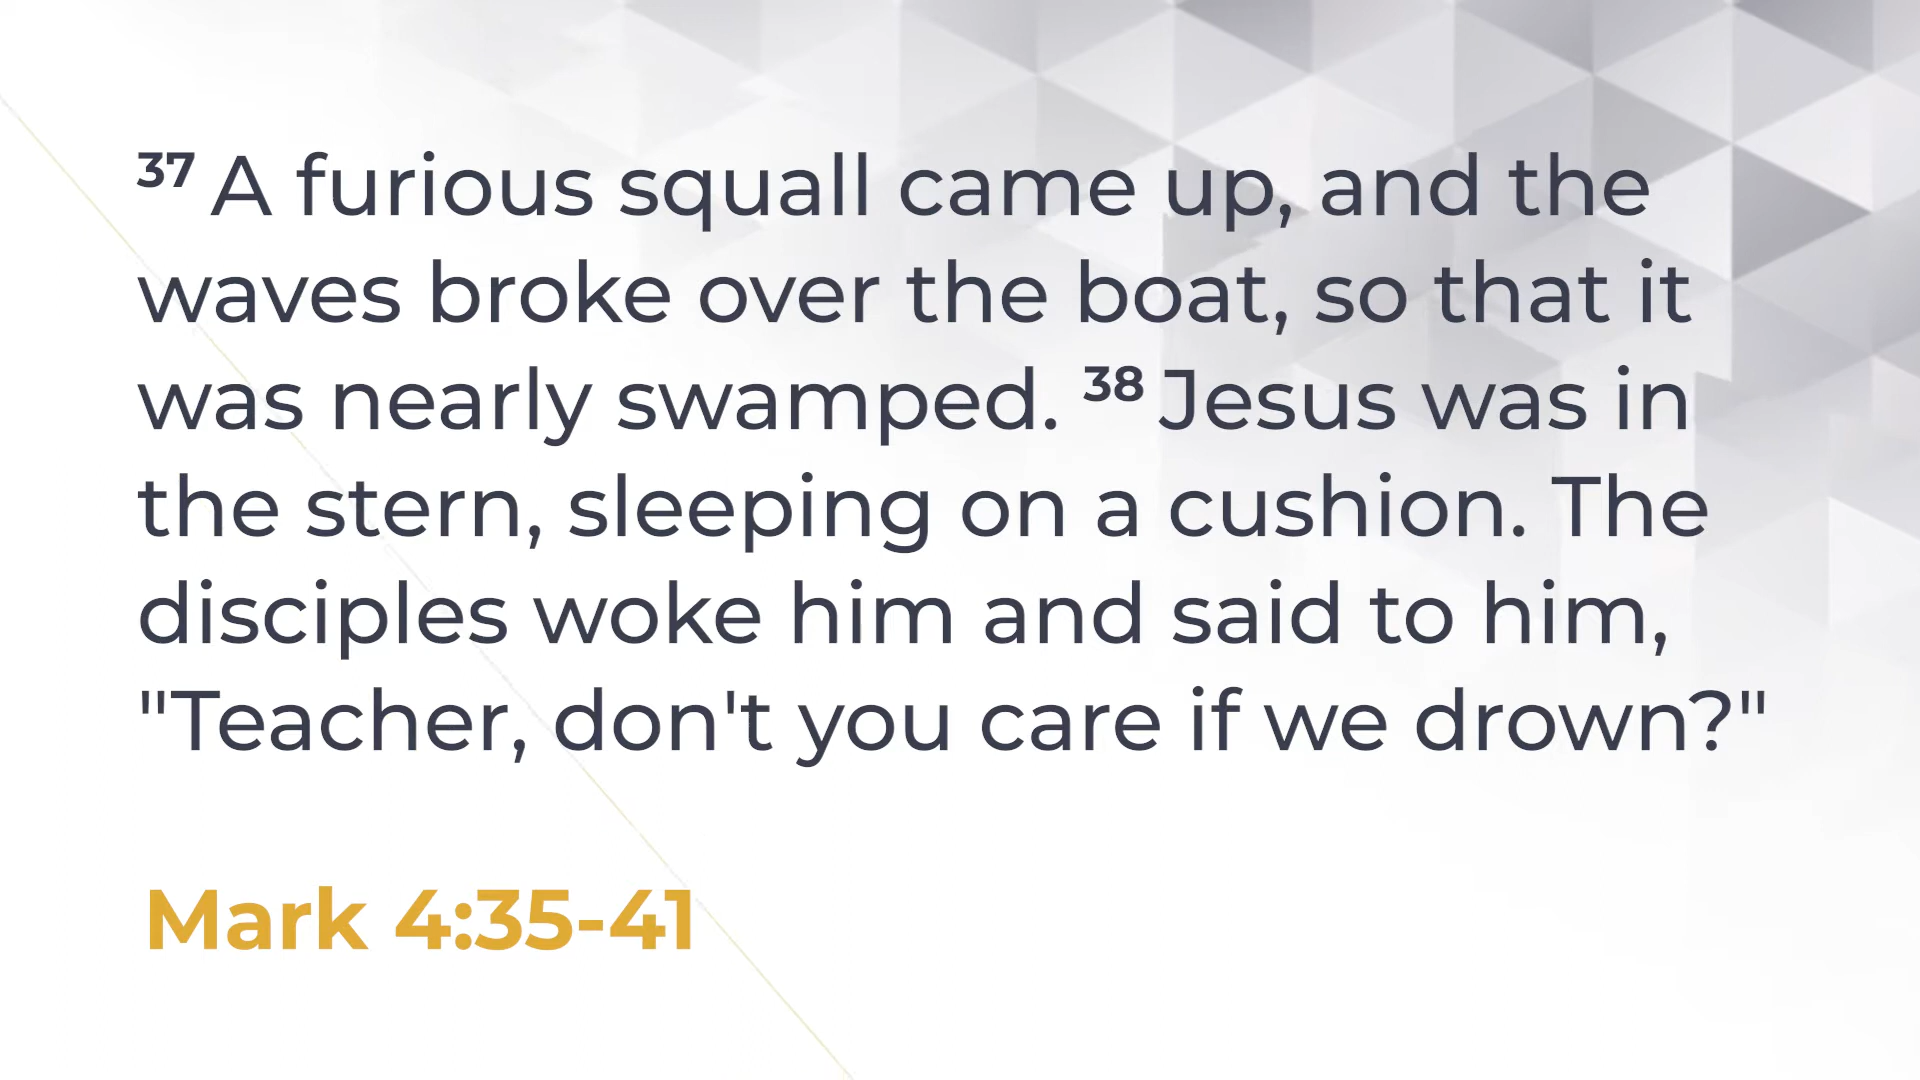 37 A furious squall came up, and the
waves broke over the boat, so that it
was nearly swamped. 38 Jesus was in
the stern, sleeping on a cushion. The
disciples woke him and said to him,
"Teacher, don't you care if we drown?"
Mark 4:35-41